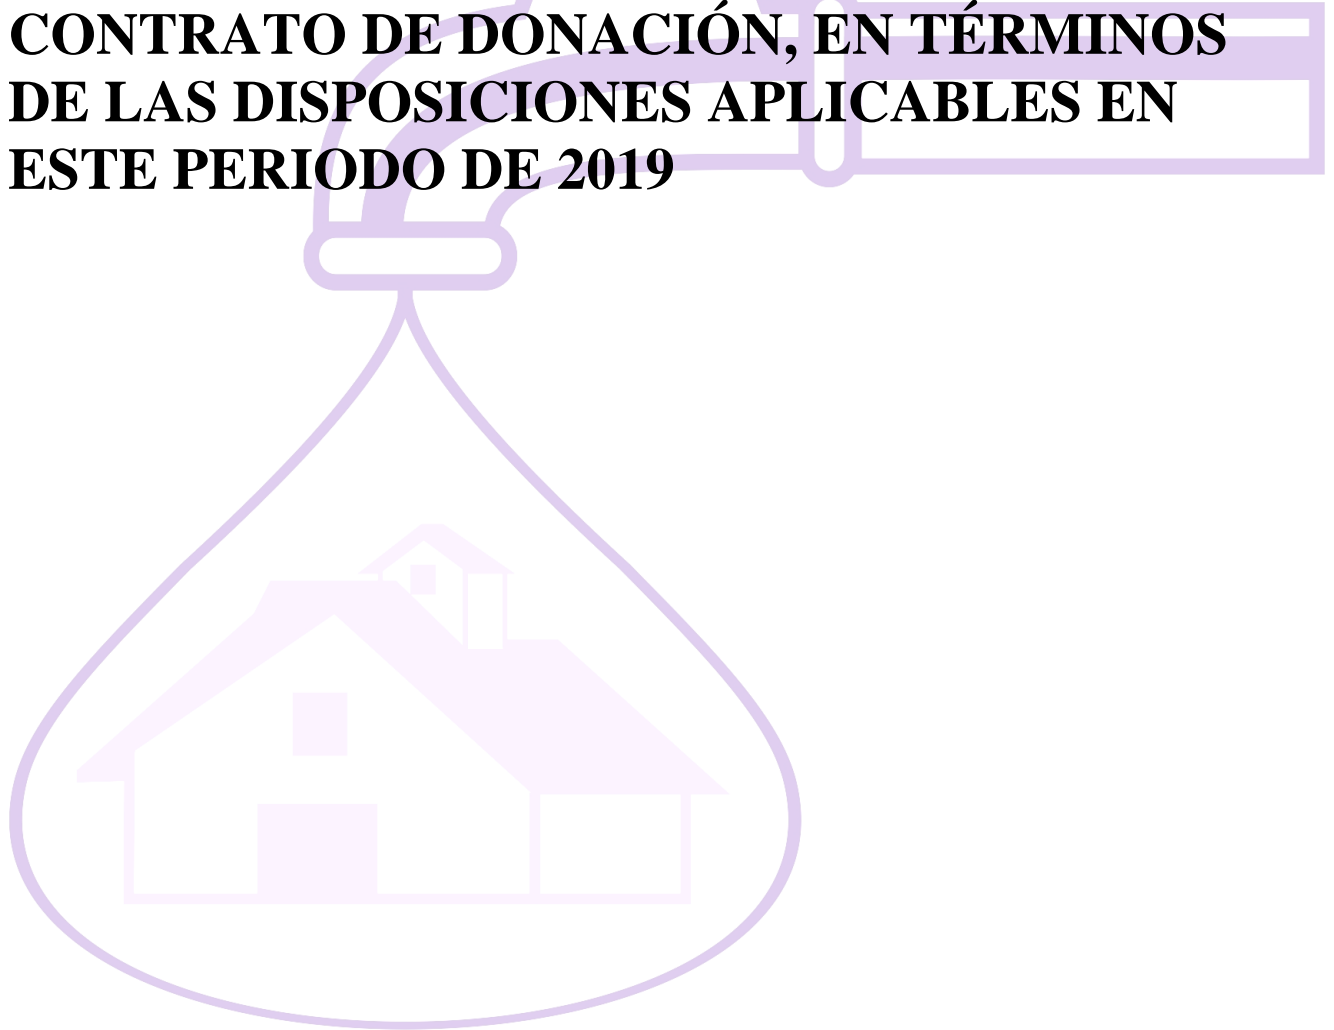 CONTRATO DE DONACIÓN, EN TÉRMINOS
DE LAS DISPOSICIONES APLICABLES EN
ESTE PERIODO DE 2019